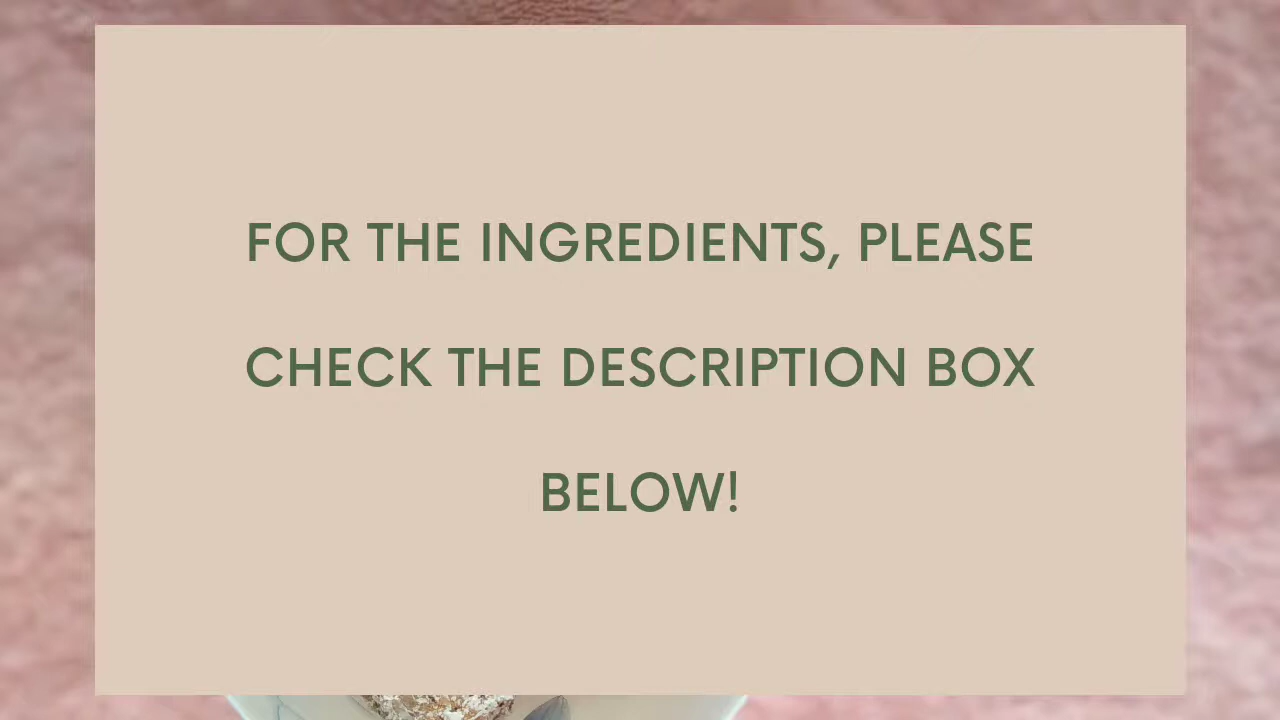 FOR THE INGREDIENTS, PLEASE
CHECK THE DESCRIPTION BOX
BELOW!